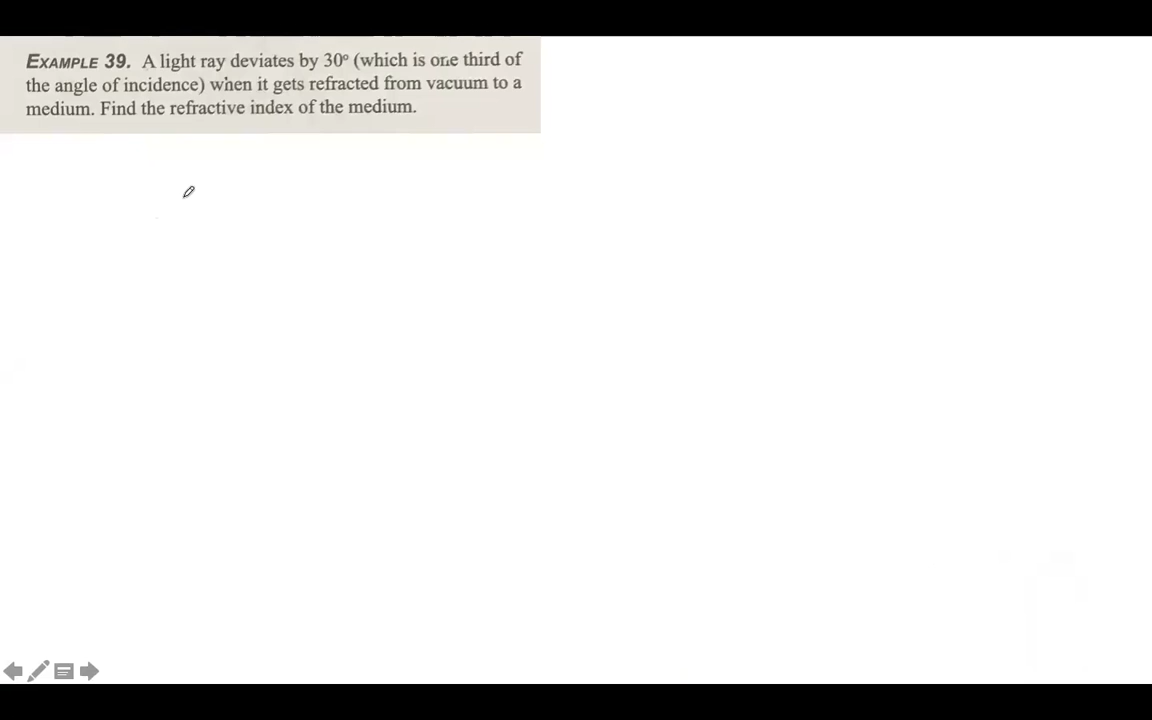 EXAMPLE 39. A light ray deviates by 30° (which is one third of
the angle of incidence) when it gets refracted from vacuum to a
medium. Find the refractive index of the medium.